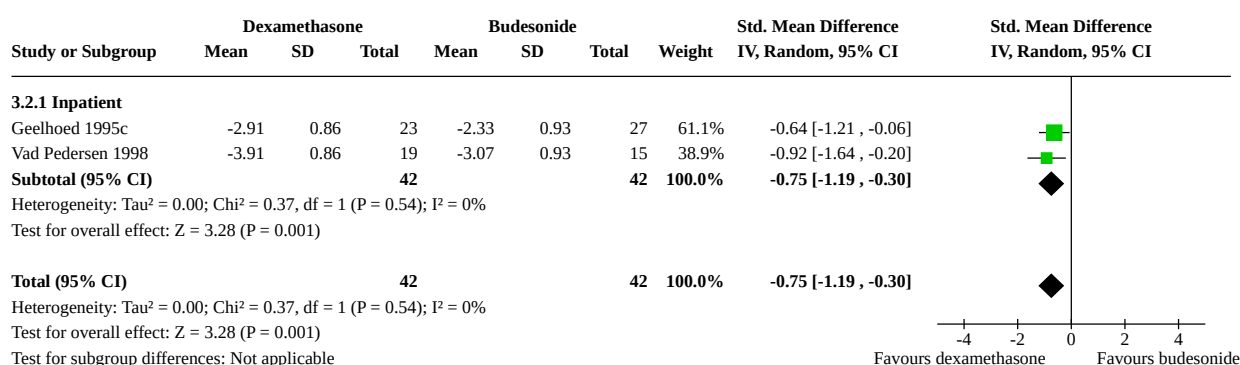 Dexamethasone Budesonide Std. Mean Difference Std. Mean Difference
Study or Subgroup Mean SD Total Mean SD Total Weight IV, Random, 95% CI IV, Random, 95% CI
3.2.1 Inpatient
Geelhoed 1995c -2.91 0.86 23 -2.33 0.93 27 61.1% -0.64 [-1.21 , -0.06]
Vad Pedersen 1998 -3.91 0.86 19 -3.07 0.93 15 38.9% -0.92 [-1.64 , -0.20]
Subtotal (95% CI) 42 42 100.0% -0.75 [-1.19 , -0.30]
Heterogeneity: Tau² = 0.00; Chi² = 0.37, df = 1 (P = 0.54); I² = 0%
Test for overall effect: Z = 3.28 (P = 0.001)
Total (95% CI) 42 42 100.0% -0.75 [-1.19 , -0.30]
Heterogeneity: Tau² = 0.00; Chi² = 0.37, df = 1 (P = 0.54); I² = 0%
Test for overall effect: Z = 3.28 (P = 0.001)
-4 -2 0 2 4
Test for subgroup differences: Not applicable Favours dexamethasone Favours budesonide